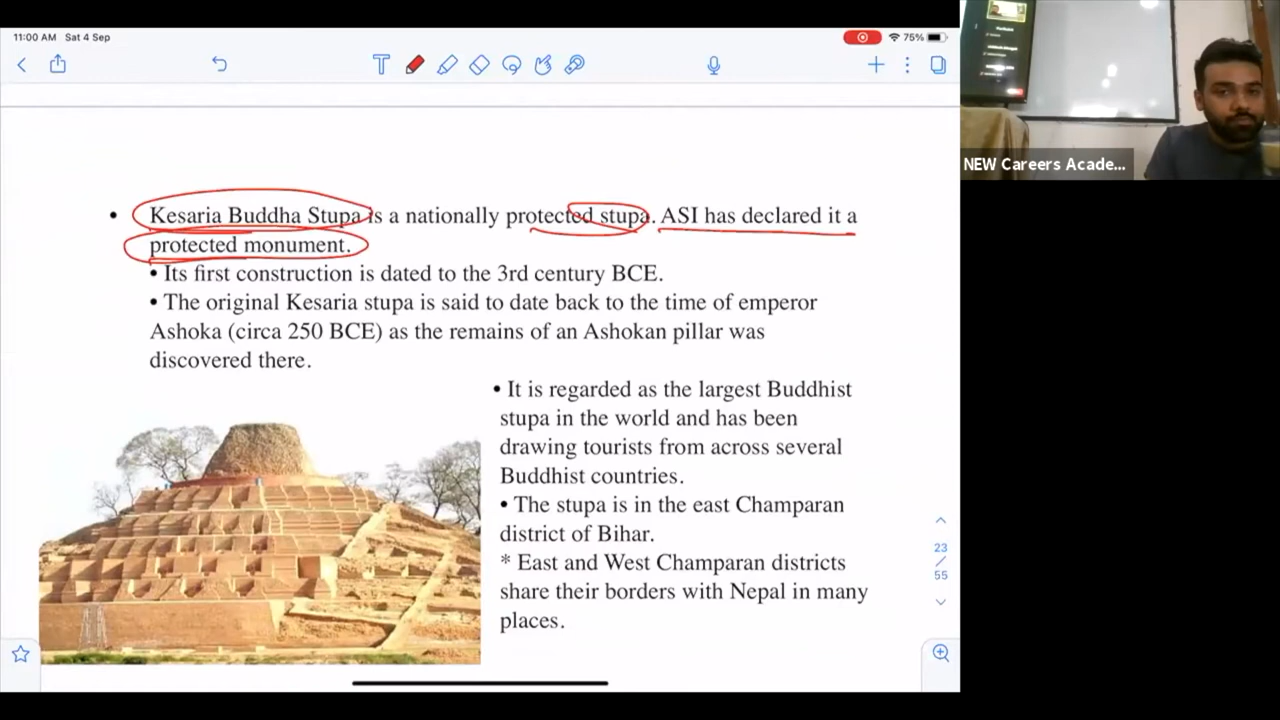 11:00 AM Sat 4 Sep
75%
NEW Careers Acade...
• Kesaria Buddha Stupa is a nationally protected stupa. ASI has declared it a
protected monument.
• Its first construction is dated to the 3rd century BCE.
• The original Kesaria stupa is said to date back to the time of emperor
Ashoka (circa 250 BCE) as the remains of an Ashokan pillar was
discovered there.
• It is regarded as the largest Buddhist
stupa in the world and has been
drawing tourists from across several
Buddhist countries.
• The stupa is in the east Champaran
district of Bihar.
* East and West Champaran districts
share their borders with Nepal in many
places.
23
/
55